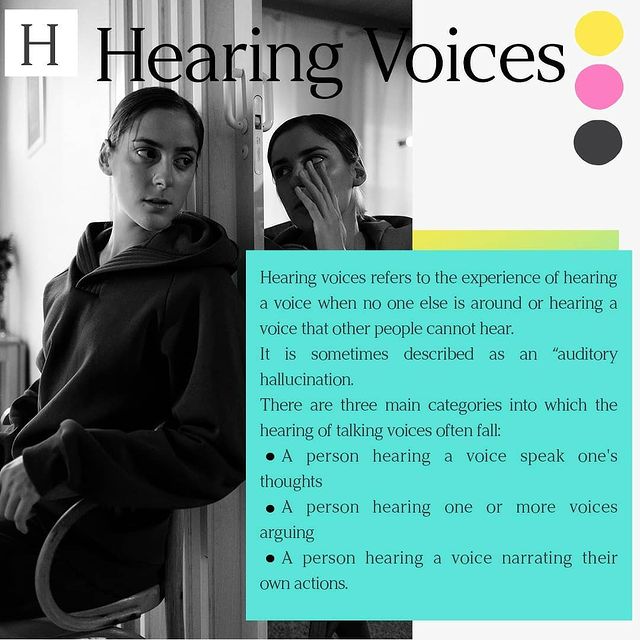 H
Hearing Voices
Hearing voices refers to the experience of hearing
a voice when no one else is around or hearing a
voice that other people cannot hear.
It is sometimes described as an “auditory
hallucination.
There are three main categories into which the
hearing of talking voices often fall:
● A person hearing a voice speak one's
thoughts
● A person hearing one or more voices
arguing
● A person hearing a voice narrating their
own actions.